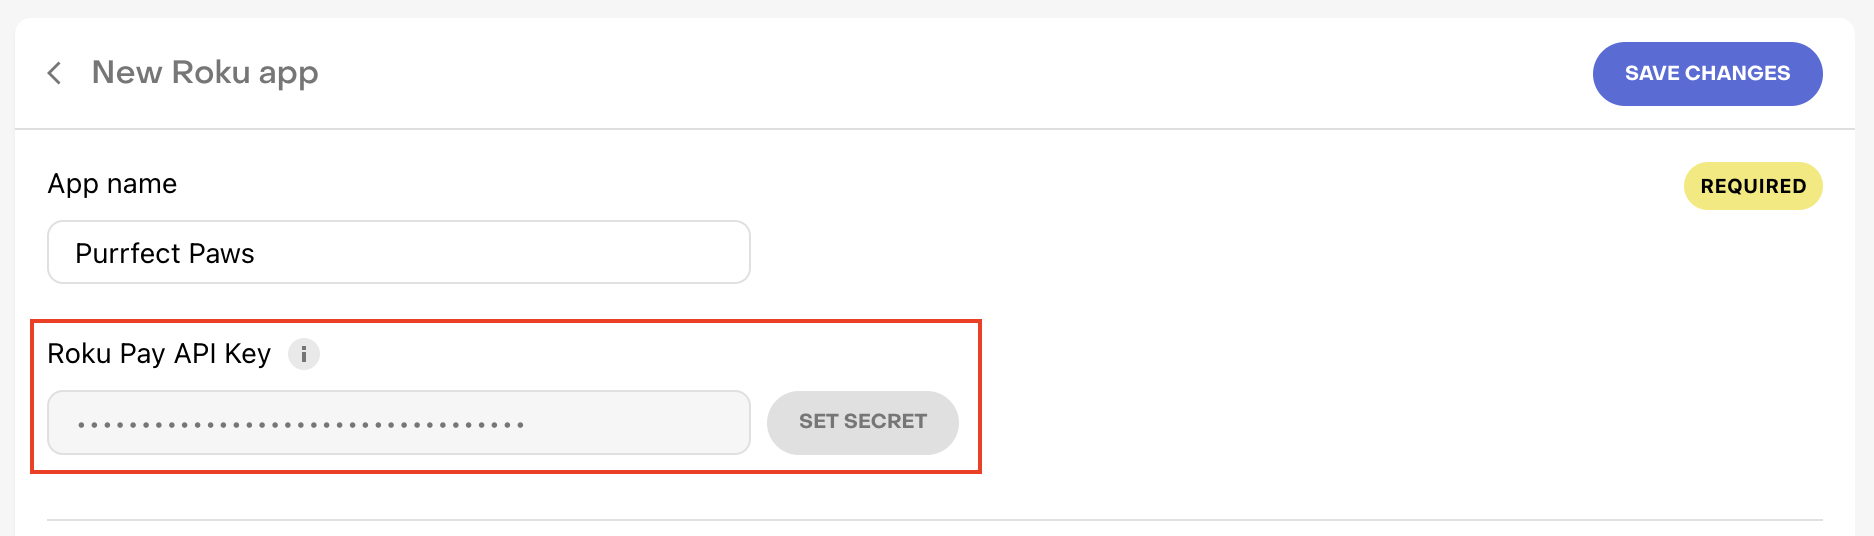 New Roku app
SAVE CHANGES
App name
REQUIRED
Purrfect Paws
Roku Pay API Key
i
•••••••••••••••••••••••••••••••••••
SET SECRET